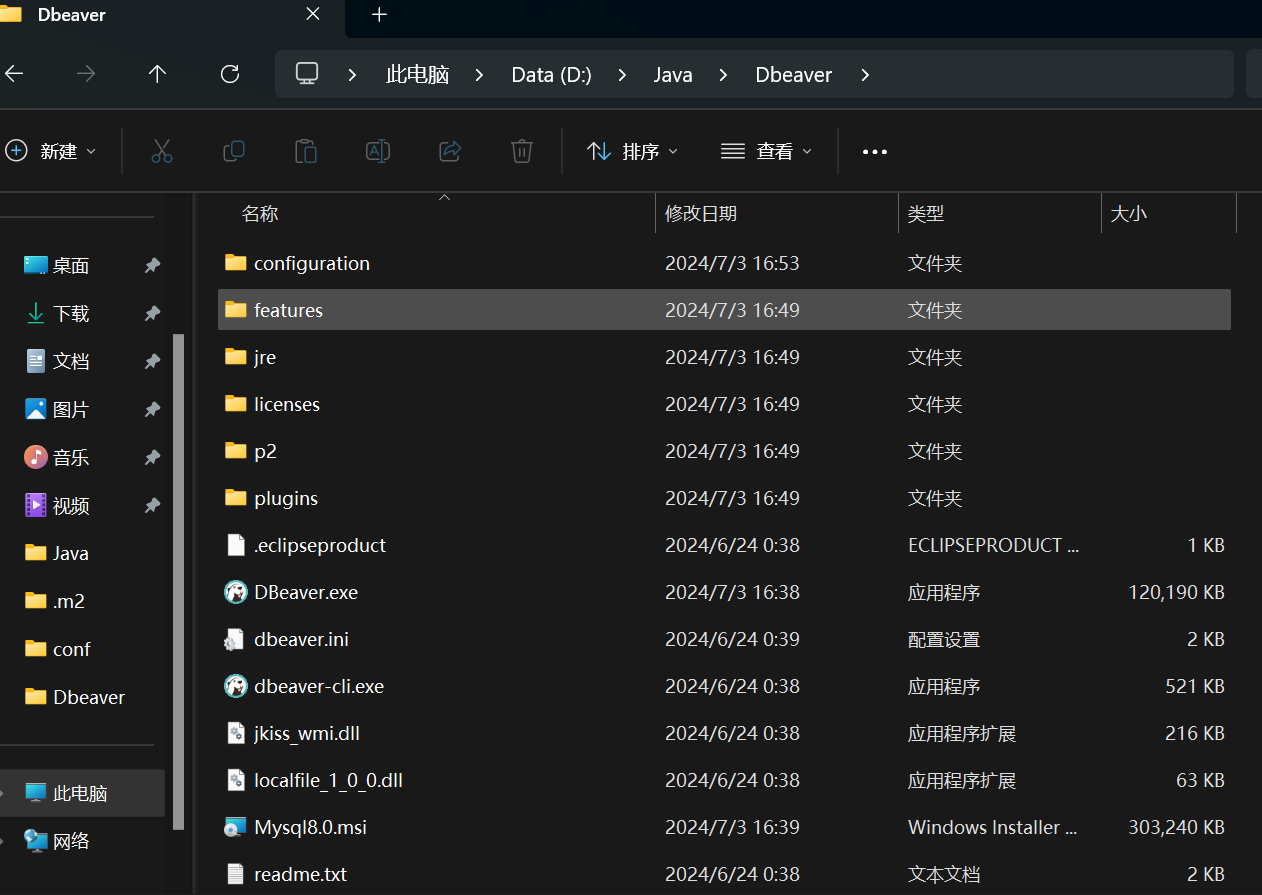 Dbeaver
此电脑 Data (D:) Java Dbeaver
新建 排序 查看
名称 修改日期 类型 大小
桌面
下载
文档
图片
音乐
视频
Java
.m2
conf
Dbeaver
此电脑
网络
configuration 2024/7/3 16:53 文件夹
features 2024/7/3 16:49 文件夹
jre 2024/7/3 16:49 文件夹
licenses 2024/7/3 16:49 文件夹
p2 2024/7/3 16:49 文件夹
plugins 2024/7/3 16:49 文件夹
.eclipseproduct 2024/6/24 0:38 ECLIPSEPRODUCT ... 1 KB
DBeaver.exe 2024/7/3 16:38 应用程序 120,190 KB
dbeaver.ini 2024/6/24 0:39 配置设置 2 KB
dbeaver-cli.exe 2024/6/24 0:38 应用程序 521 KB
jkiss_wmi.dll 2024/6/24 0:38 应用程序扩展 216 KB
localfile_1_0_0.dll 2024/6/24 0:38 应用程序扩展 63 KB
Mysql8.0.msi 2024/7/3 16:39 Windows Installer ... 303,240 KB
readme.txt 2024/6/24 0:38 文本文档 2 KB